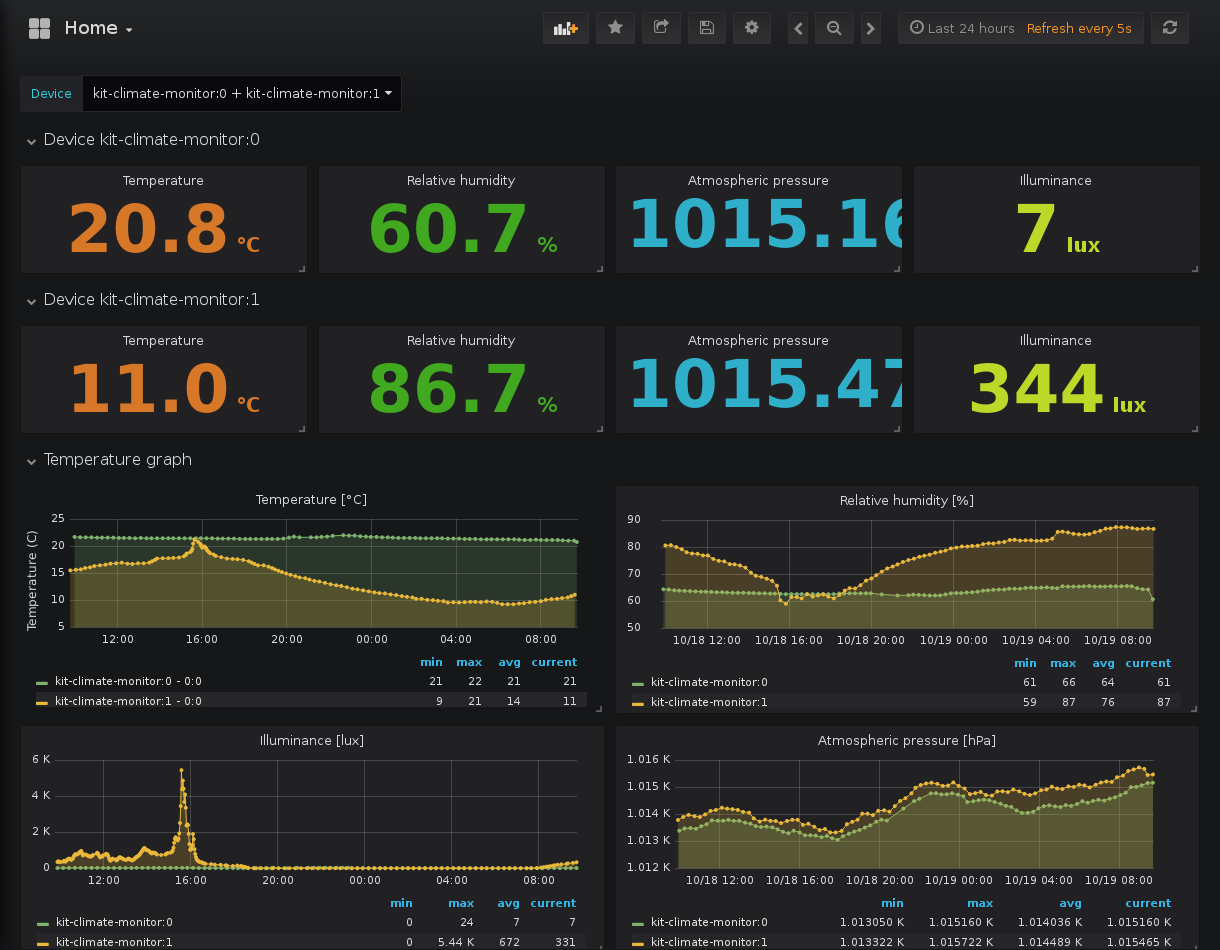 Home
Last 24 hours Refresh every 5s
Device kit-climate-monitor:0 + kit-climate-monitor:1
Device kit-climate-monitor:0
Temperature Relative humidity Atmospheric pressure Illuminance
20.8 °C 60.7 % 1015.16 7 lux
Device kit-climate-monitor:1
Temperature Relative humidity Atmospheric pressure Illuminance
11.0 °C 86.7 % 1015.47 344 lux
Temperature graph
Temperature [°C]
Temperature (C)
25
20
15
10
5
12:00 16:00 20:00 00:00 04:00 08:00
min max avg current
kit-climate-monitor:0 - 0:0 21 22 21 21
kit-climate-monitor:1 - 0:0 9 21 14 11
Relative humidity [%]
90
80
70
60
50
10/18 12:00 10/18 16:00 10/18 20:00 10/19 00:00 10/19 04:00 10/19 08:00
min max avg current
kit-climate-monitor:0 61 66 64 61
kit-climate-monitor:1 59 87 76 87
Illuminance [lux]
6 K
4 K
2 K
0
12:00 16:00 20:00 00:00 04:00 08:00
min max avg current
kit-climate-monitor:0 0 24 7 7
kit-climate-monitor:1 0 5.44 K 672 331
Atmospheric pressure [hPa]
1.016 K
1.015 K
1.014 K
1.013 K
1.012 K
10/18 12:00 10/18 16:00 10/18 20:00 10/19 00:00 10/19 04:00 10/19 08:00
min max avg current
kit-climate-monitor:0 1.013050 K 1.015160 K 1.014036 K 1.015160 K
kit-climate-monitor:1 1.013322 K 1.015722 K 1.014489 K 1.015465 K